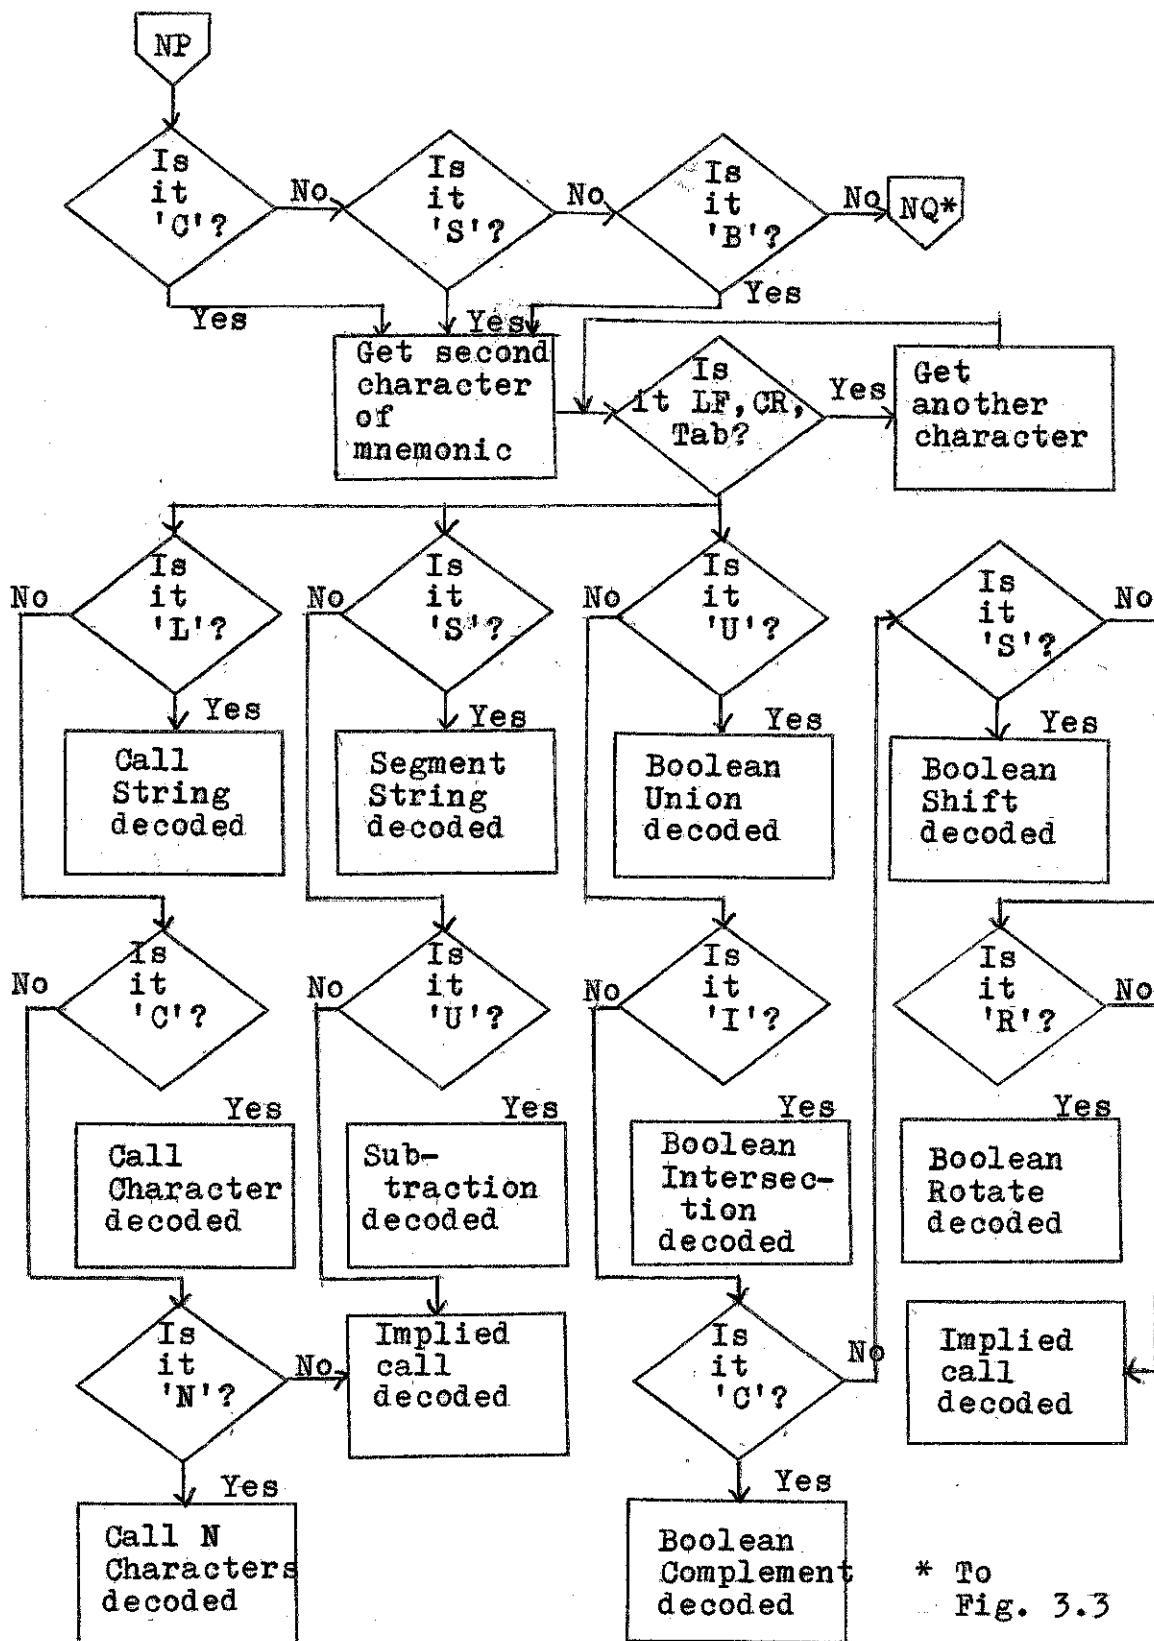 NP
Is
it
'C'?
No
Is
it
'S'?
No
Is
it
'B'?
No
NQ*
Yes
Yes
Yes
Get second
character
of
mnemonic
Is
it LF,CR,
Tab?
Yes
Get
another
character
No
Is
it
'L'?
No
Is
it
'S'?
No
Is
it
'U'?
Is
it
'S'?
No
Yes
Yes
Yes
Yes
Call
String
decoded
Segment
String
decoded
Boolean
Union
decoded
Boolean
Shift
decoded
No
Is
it
'C'?
No
Is
it
'U'?
No
Is
it
'I'?
Is
it
'R'?
No
Yes
Yes
Yes
Yes
Call
Character
decoded
Sub-
traction
decoded
Boolean
Intersec-
tion
decoded
Boolean
Rotate
decoded
Is
it
'N'?
No
Implied
call
decoded
Is
it
'C'?
No
Implied
call
decoded
Yes
Yes
Call N
Characters
decoded
Boolean
Complement
decoded
* To
Fig. 3.3